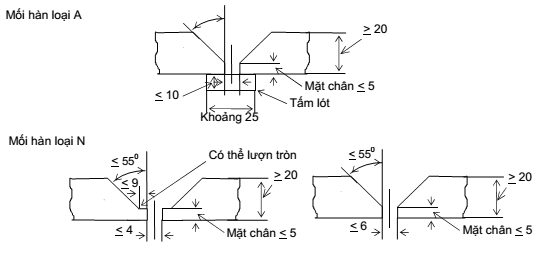 Mối hàn loại A
≥ 20
≤ 10
Mặt chân ≤ 5
Tấm lót
Khoảng 25
Mối hàn loại N
≤ 55⁰
Có thể lượn tròn
≤ 9
≥ 20
≤ 4
Mặt chân ≤ 5
≤ 55⁰
≥ 20
≤ 6
Mặt chân ≤ 5